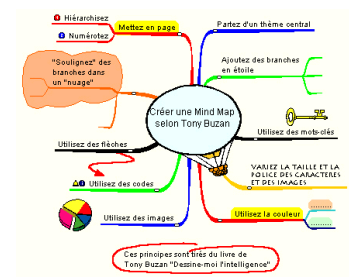 1 Hiérarchisez
2 Numérotez
Mettez en page
Partez d'un thème central
"Soulignez" des
branches dans
un "nuage"
Ajoutez des branches
en étoile
Créer une Mind Map
selon Tony Buzan
Utilisez des mots-clés
Utilisez des flèches
VARIEZ LA TAILLE ET LA
POLICE DES CARACTERES
ET DES IMAGES
Utilisez des codes
Utilisez des images
Utilisez la couleur
Ces principes sont tirés du livre de
Tony Buzan "Dessine-moi l'intelligence"